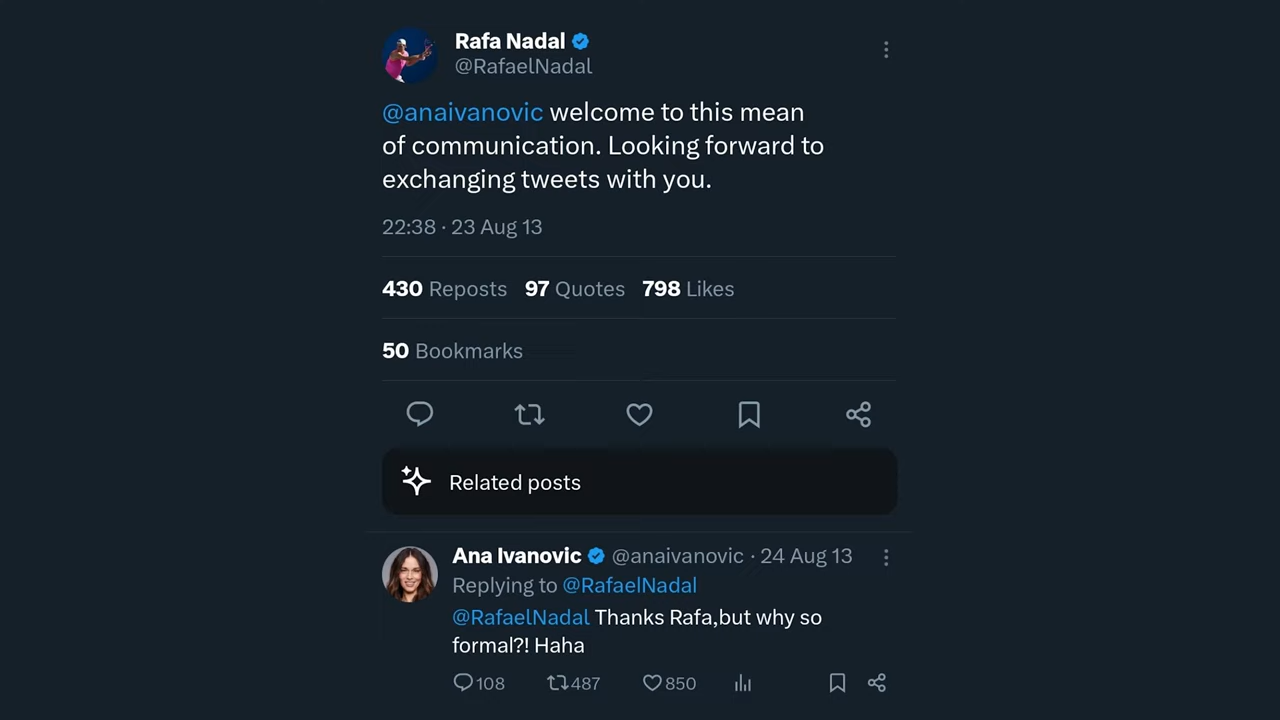 Rafa Nadal
@RafaelNadal
@anaivanovic welcome to this mean
of communication. Looking forward to
exchanging tweets with you.
22:38 · 23 Aug 13
430 Reposts 97 Quotes 798 Likes
50 Bookmarks
Related posts
Ana Ivanovic @anaivanovic · 24 Aug 13
Replying to @RafaelNadal
@RafaelNadal Thanks Rafa,but why so
formal?! Haha
108 487 850